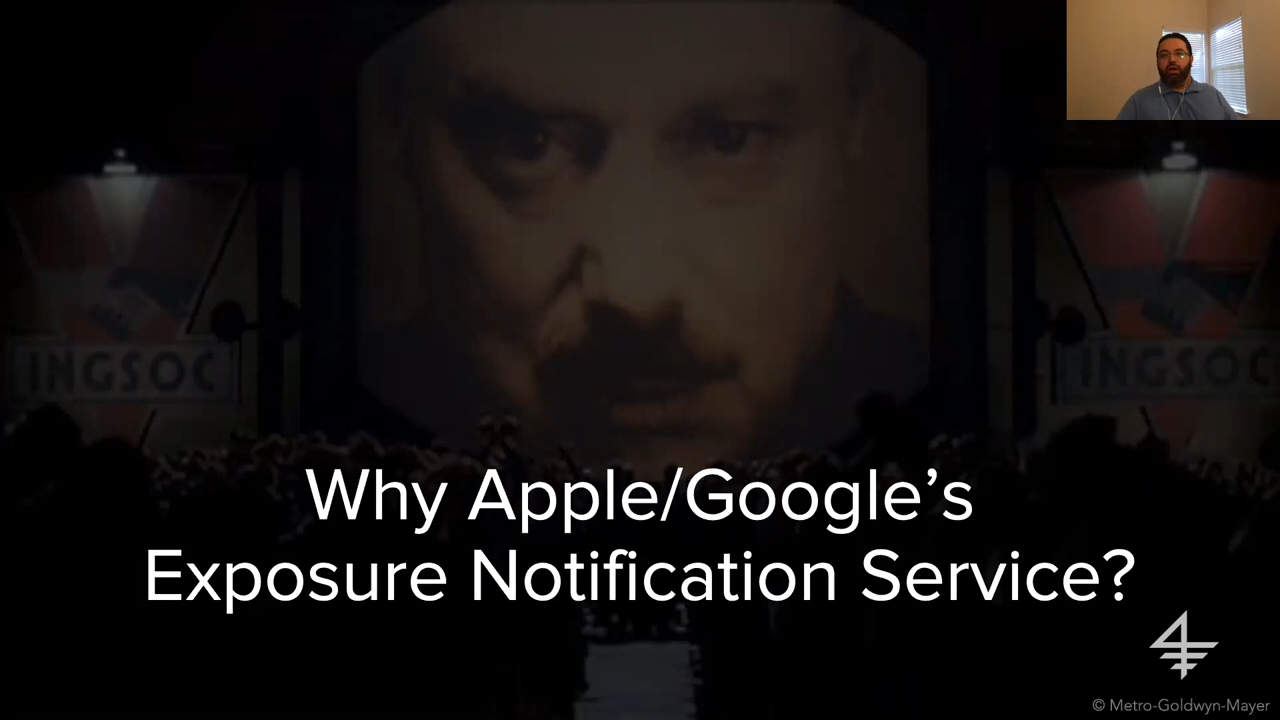 INGSOC
INGSOC
Why Apple/Google’s
Exposure Notification Service?
© Metro-Goldwyn-Mayer